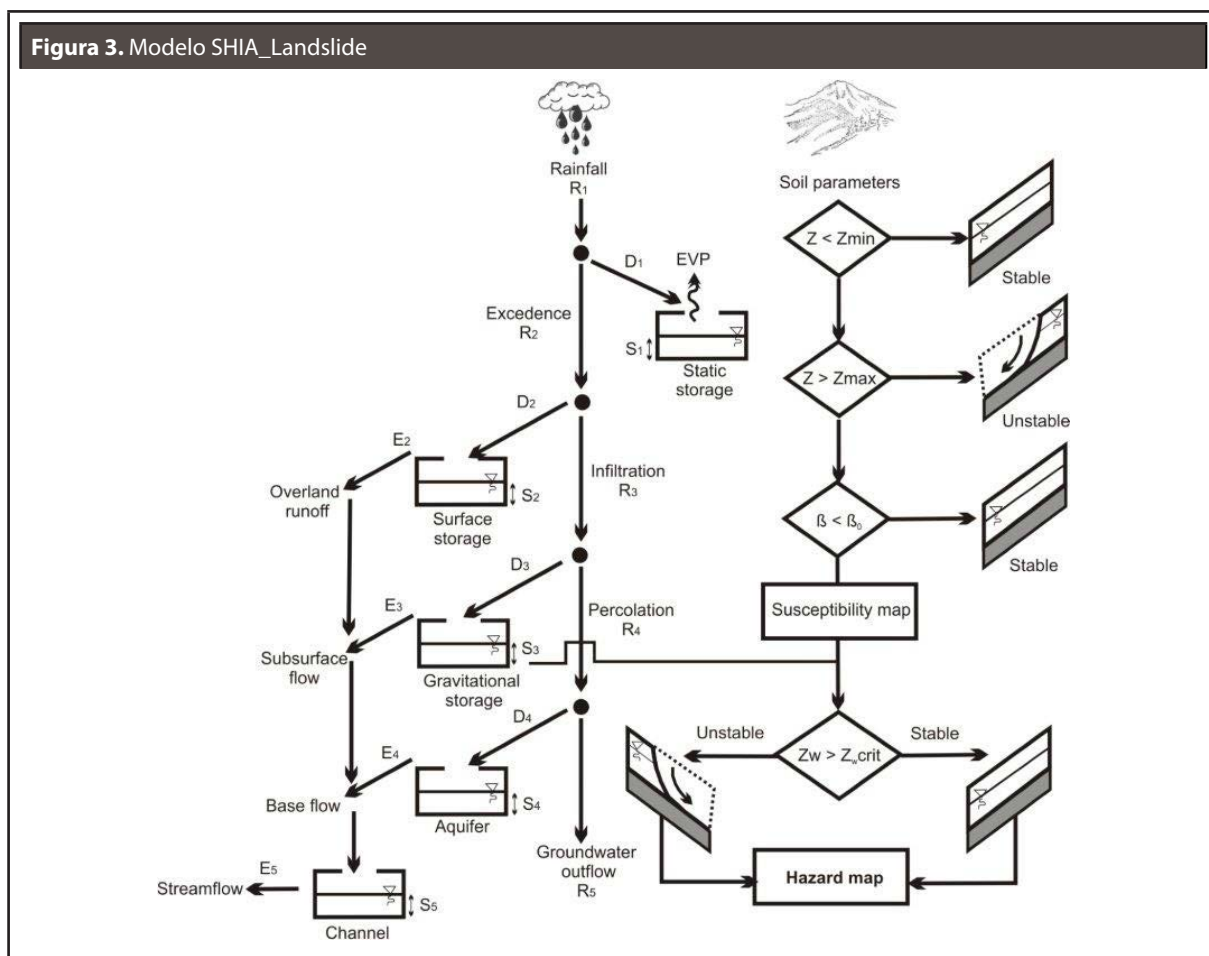 Figura 3. Modelo SHIA_Landslide
Rainfall
R1
Soil parameters
Z < Zmin
Stable
D1
EVP
Excedence
R2
S1
Static
storage
Z > Zmax
Unstable
D2
E2
Overland
runoff
S2
Surface
storage
Infiltration
R3
ß < ß0
Stable
D3
E3
Subsurface
flow
S3
Gravitational
storage
Percolation
R4
Susceptibility map
D4
E4
Base flow
S4
Aquifer
Unstable
Stable
Zw > Zwcrit
Groundwater
outflow
R5
Hazard map
E5
Streamflow
S5
Channel